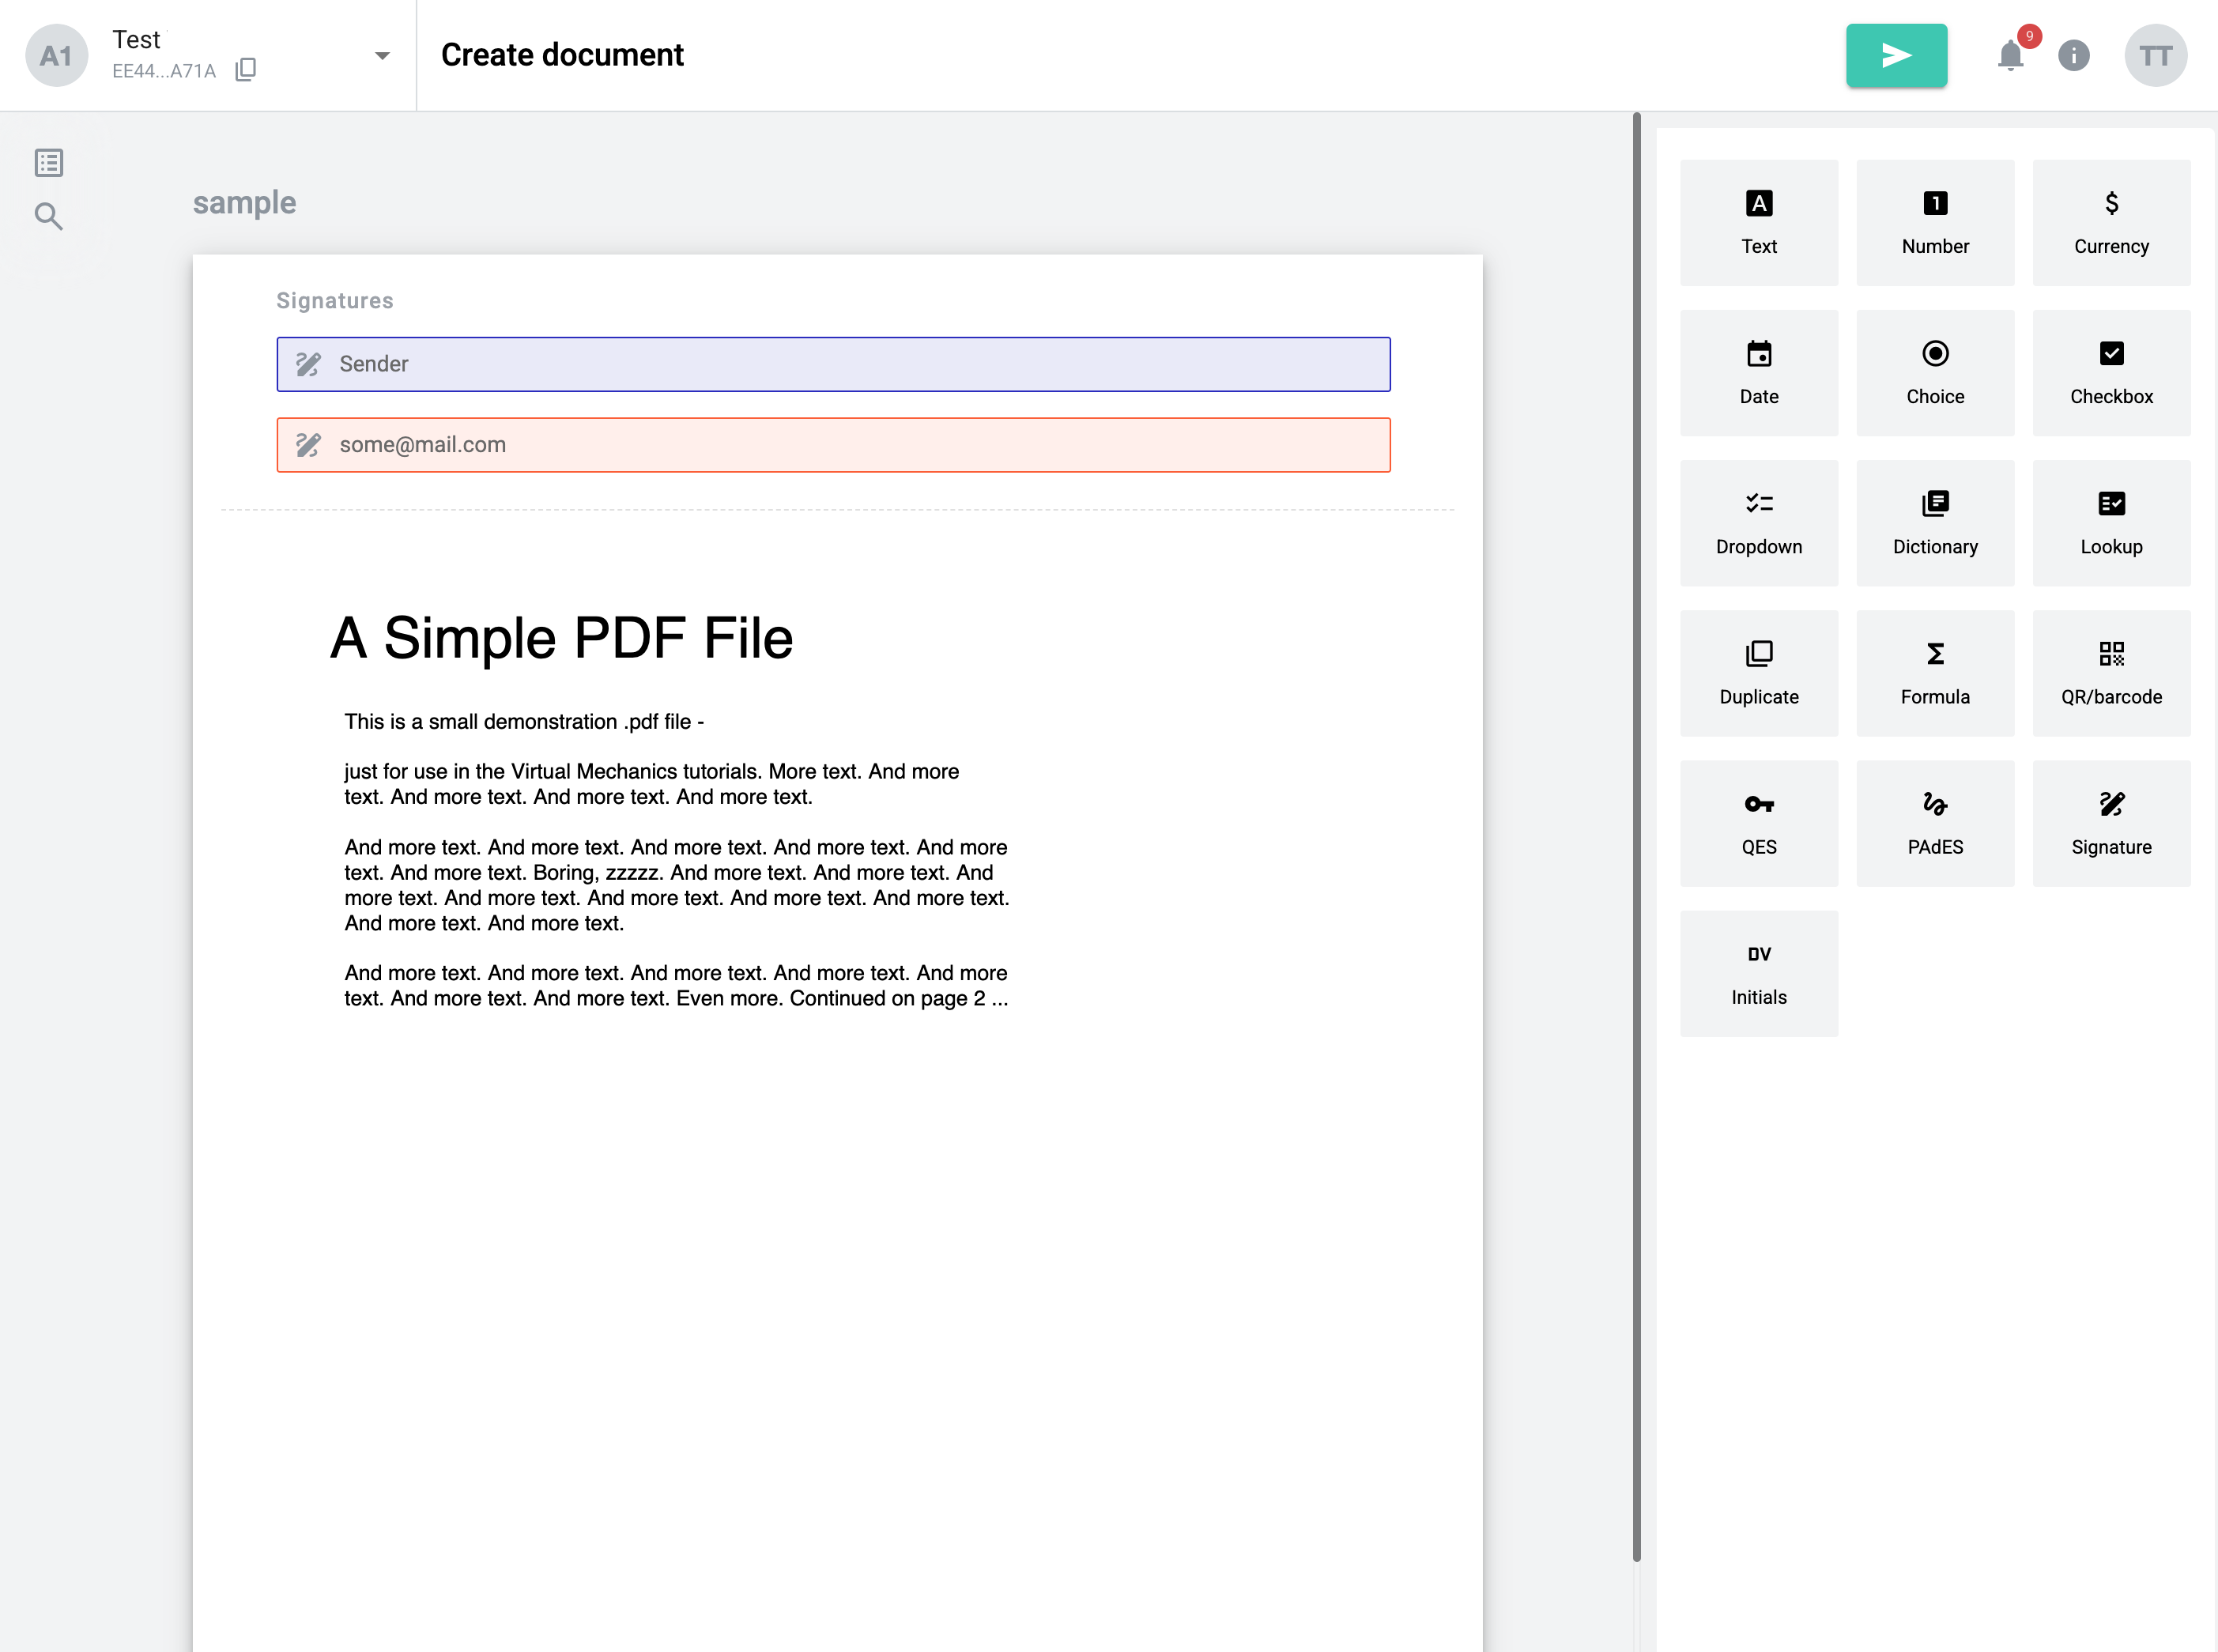 A1
Test
EE44...A71A
Create document
9
TT
sample
Signatures
Sender
some@mail.com
A Simple PDF File
This is a small demonstration .pdf file -
just for use in the Virtual Mechanics tutorials. More text. And more
text. And more text. And more text. And more text.
And more text. And more text. And more text. And more text. And more
text. And more text. Boring, zzzzz. And more text. And more text. And
more text. And more text. And more text. And more text. And more text.
And more text. And more text.
And more text. And more text. And more text. And more text. And more
text. And more text. And more text. Even more. Continued on page 2 ...
A
Text
1
Number
$
Currency
Date
Choice
Checkbox
Dropdown
Dictionary
Lookup
Duplicate
Σ
Formula
QR/barcode
QES
PAdES
Signature
DV
Initials